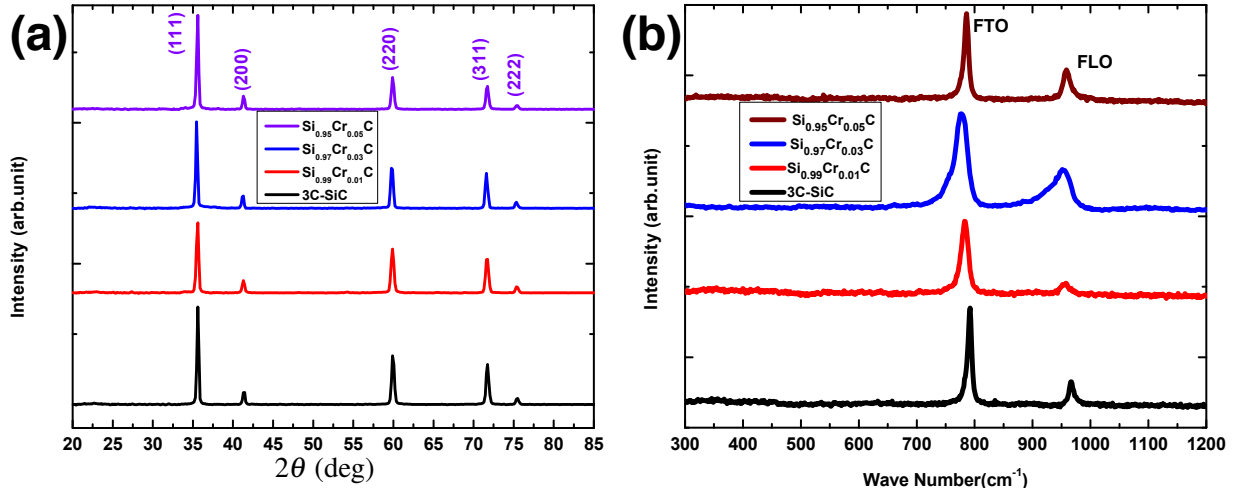 (a)
(111)
(200)
(220)
(311)
(222)
Si0.95Cr0.05C
Si0.97Cr0.03C
Si0.99Cr0.01C
3C-SiC
Intensity (arb.unit)
20 25 30 35 40 45 50 55 60 65 70 75 80 85
2θ (deg)
(b)
FTO
FLO
Si0.95Cr0.05C
Si0.97Cr0.03C
Si0.99Cr0.01C
3C-SiC
Intensity (arb.unit)
300 400 500 600 700 800 900 1000 1100 1200
Wave Number(cm-1)